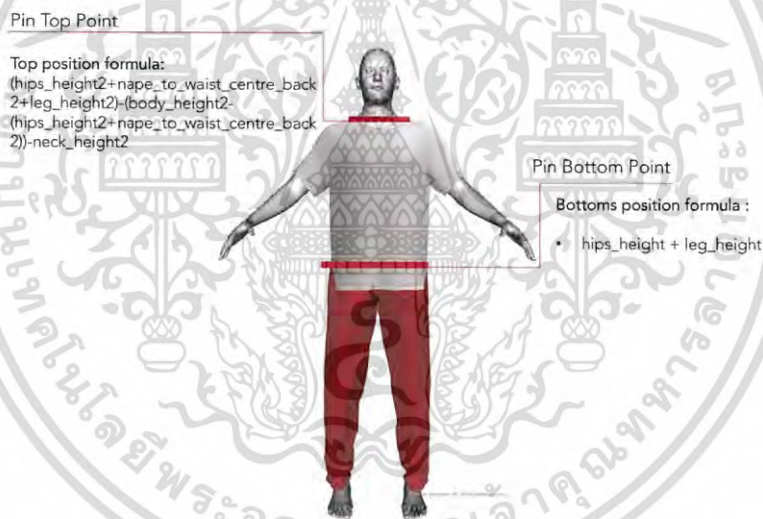 Pin Top Point
Top position formula:
(hips_height2+nape_to_waist_centre_back
2+leg_height2)-(body_height2-
(hips_height2+nape_to_waist_centre_back
2))-neck_height2
Pin Bottom Point
Bottoms position formula :
• hips_height + leg_height